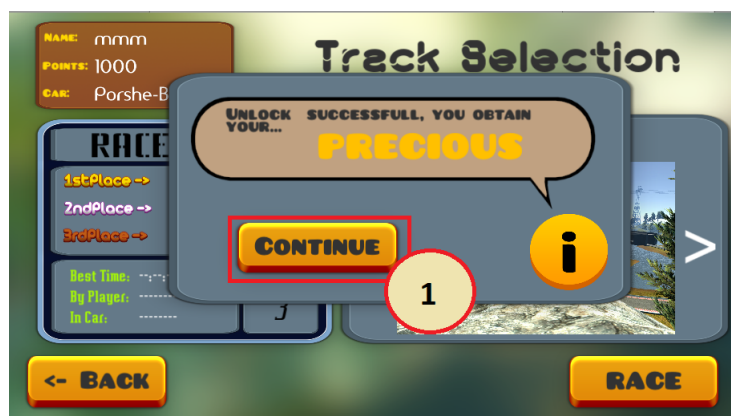 Name: mmm
Points: 1000
Car: Porshe-B
Track Selection
Unlock successfull, you obtain
your...
PRECIOUS
RACE
1stPlace ->
2ndPlace ->
3rdPlace ->
Continue
i
1
>
Best Time: --:--:
By Player: -------
In Car: --------
3
<- Back
RACE